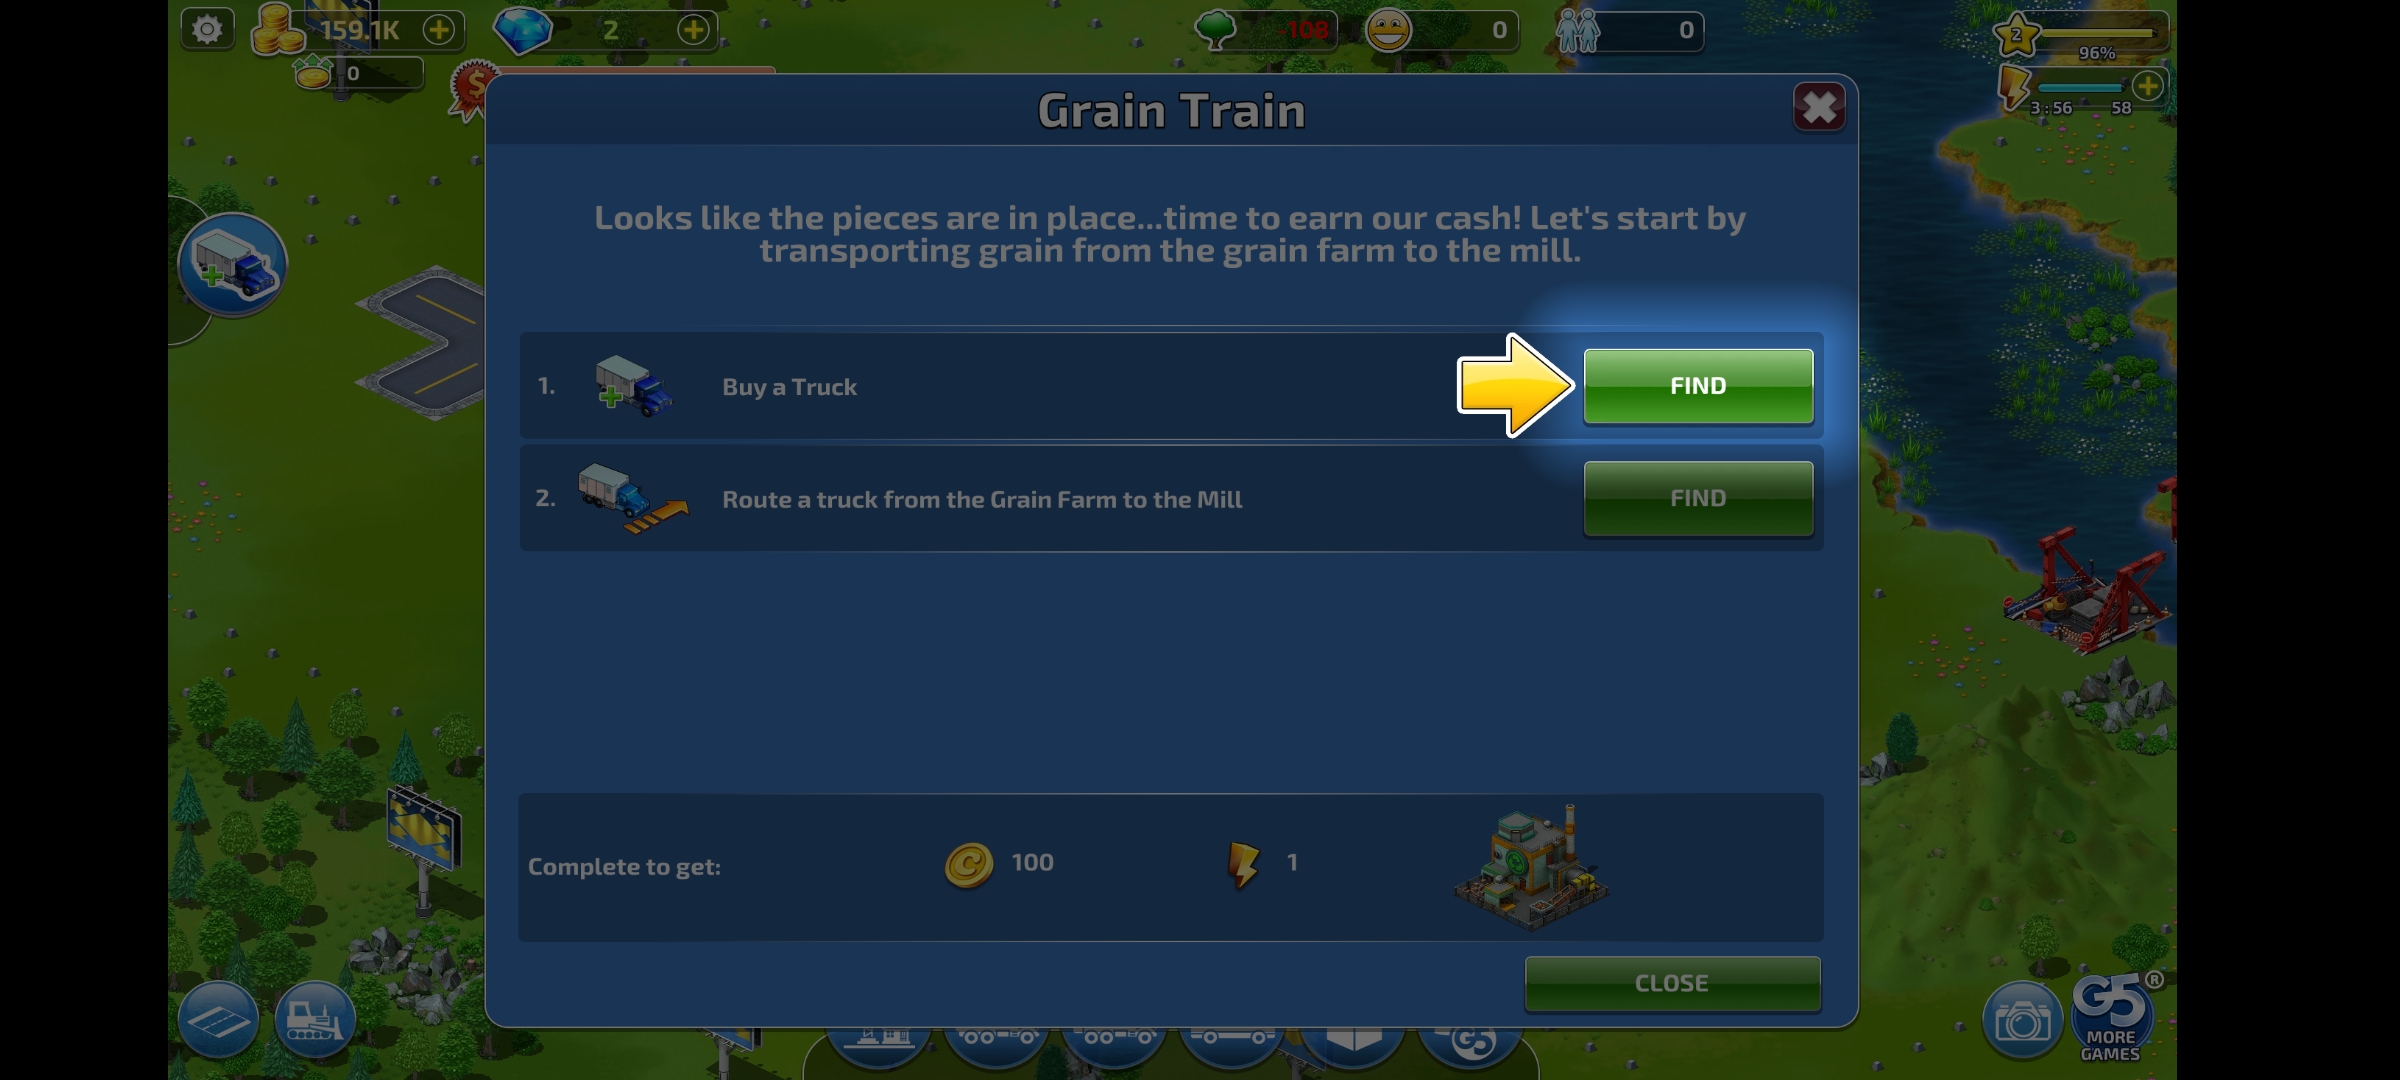 159.1K
2
-108
0
0
2
96%
0
3:56
58
Grain Train
Looks like the pieces are in place...time to earn our cash! Let's start by
transporting grain from the grain farm to the mill.
1.
Buy a Truck
FIND
2.
Route a truck from the Grain Farm to the Mill
FIND
Complete to get:
100
1
CLOSE
G5
G5 ®
MORE
GAMES